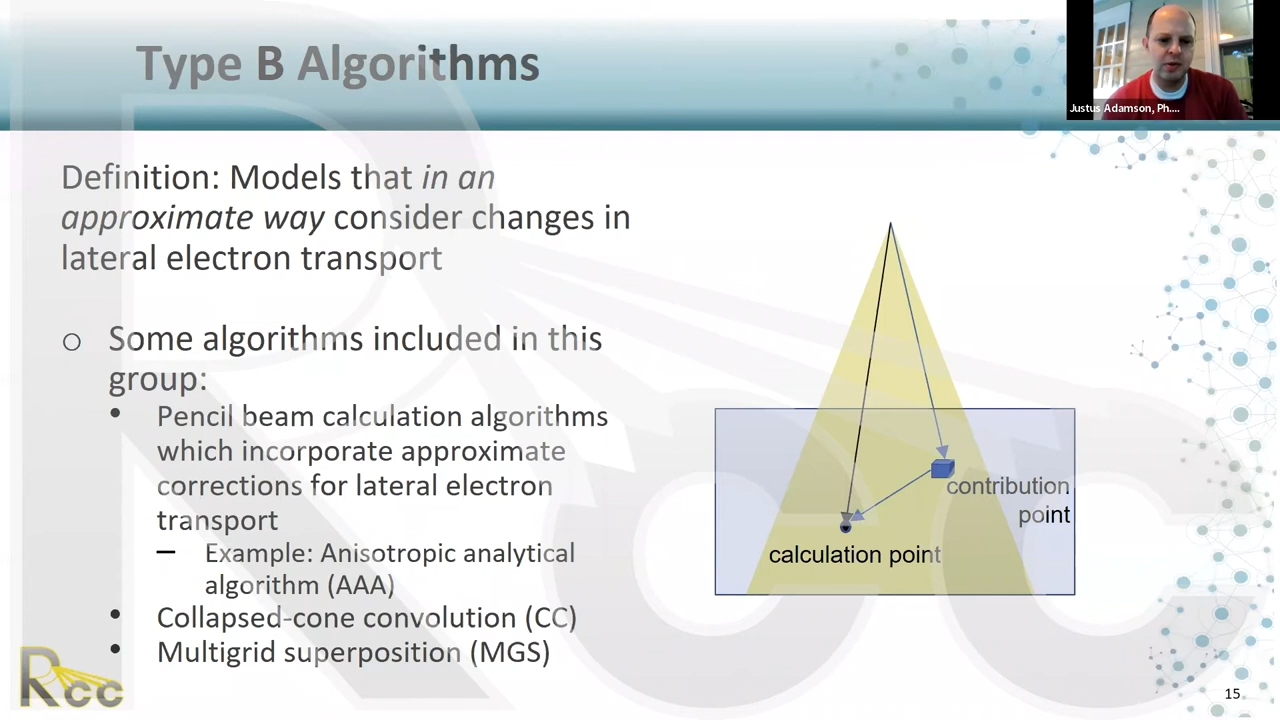 Type B Algorithms
Justus Adamson, Ph....
Definition: Models that in an
approximate way consider changes in
lateral electron transport
o Some algorithms included in this
group:
• Pencil beam calculation algorithms
which incorporate approximate
corrections for lateral electron
transport
– Example: Anisotropic analytical
algorithm (AAA)
• Collapsed-cone convolution (CC)
• Multigrid superposition (MGS)
contribution
point
calculation point
Rcc
15